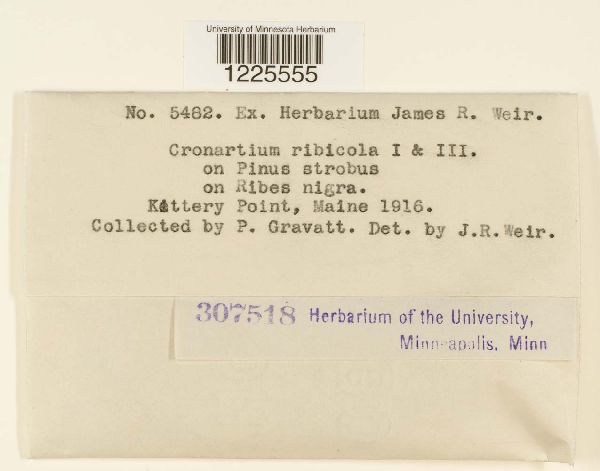 University of Minnesota Herbarium
1225555
No. 5482. Ex. Herbarium James R. Weir.
Cronartium ribicola I & III.
on Pinus strobus
on Ribes nigra.
Kittery Point, Maine 1916.
Collected by P. Gravatt. Det. by J.R.Weir.
307518 Herbarium of the University,
Minneapolis, Minn